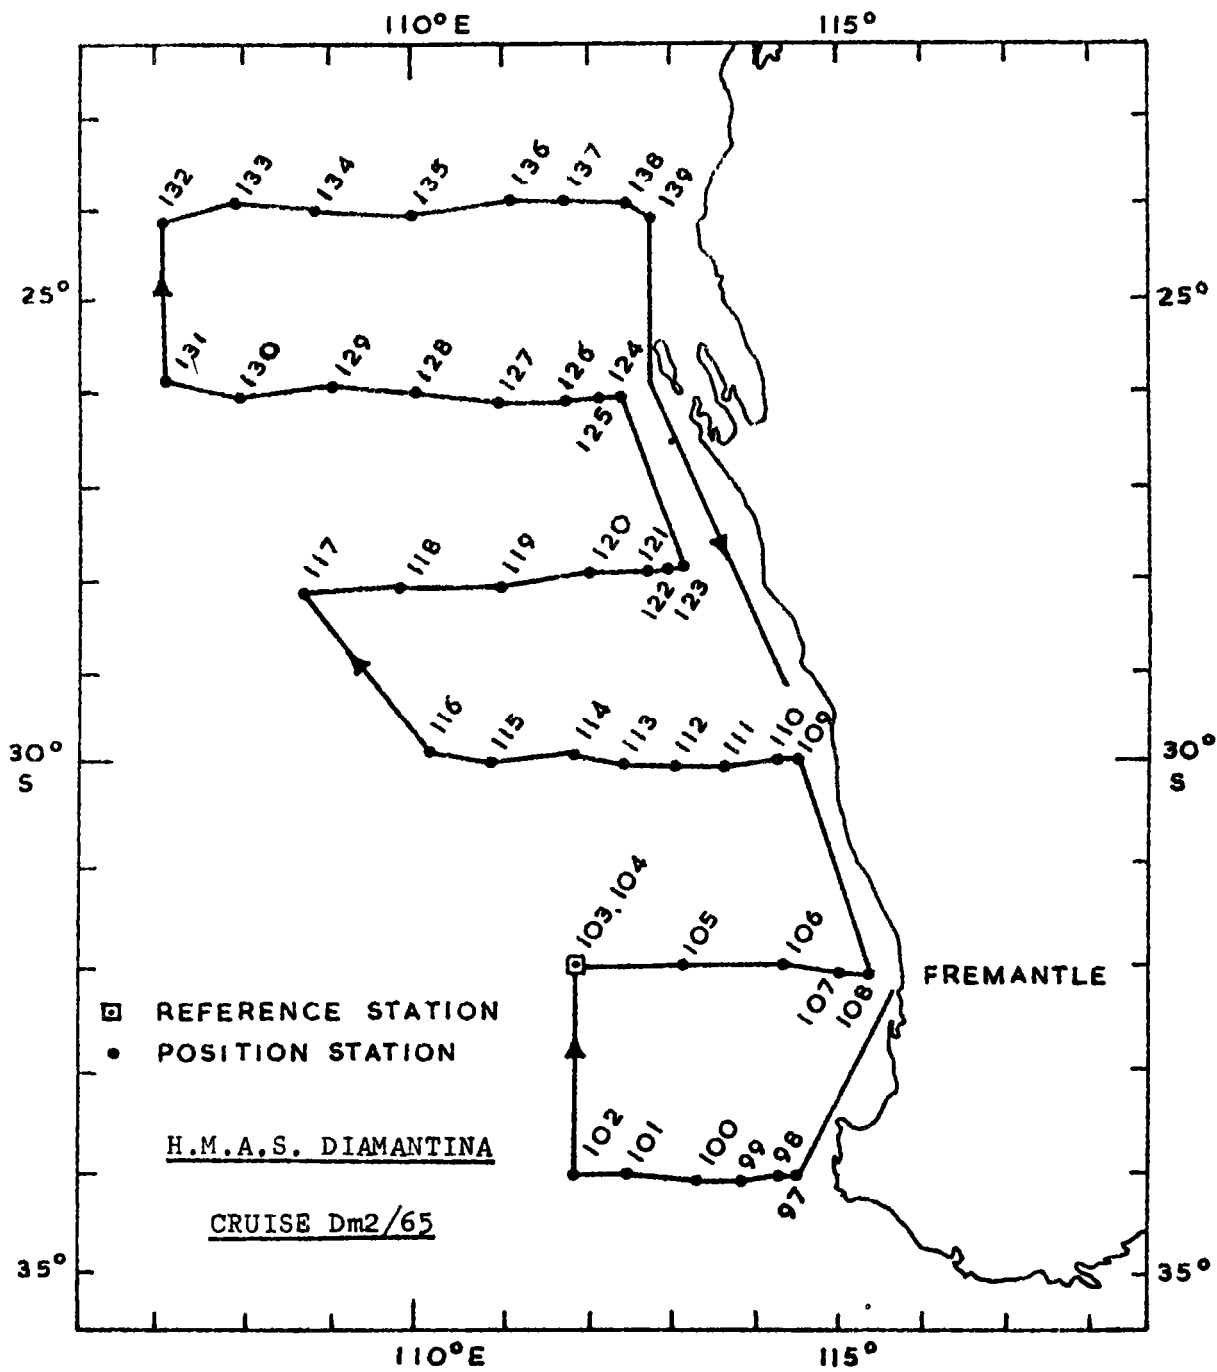 110°E 115°
132 133 134 135 136 137 138 139
25° 25°
131 130 129 128 127 126 125 124
117 118 119 120 121 122 123
116 115 114 113 112 111 110 109
30° 30°
S S
103, 104 105 106 107 108
FREMANTLE
REFERENCE STATION
POSITION STATION
102 101 100 99 98 97
H.M.A.S. DIAMANTINA
CRUISE Dm2/65
35° 35°
110°E 115°